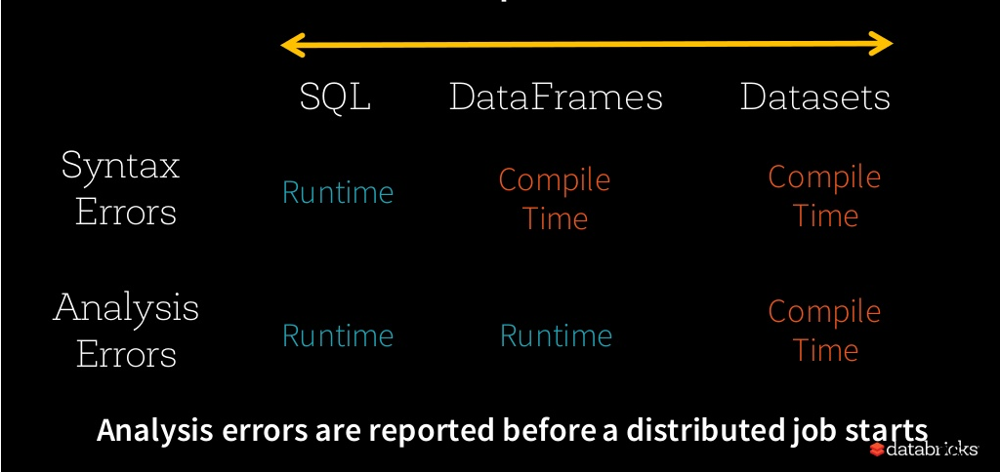 SQL DataFrames Datasets
Syntax
Errors
Runtime
Compile
Time
Compile
Time
Analysis
Errors
Runtime
Runtime
Compile
Time
Analysis errors are reported before a distributed job starts
databricks